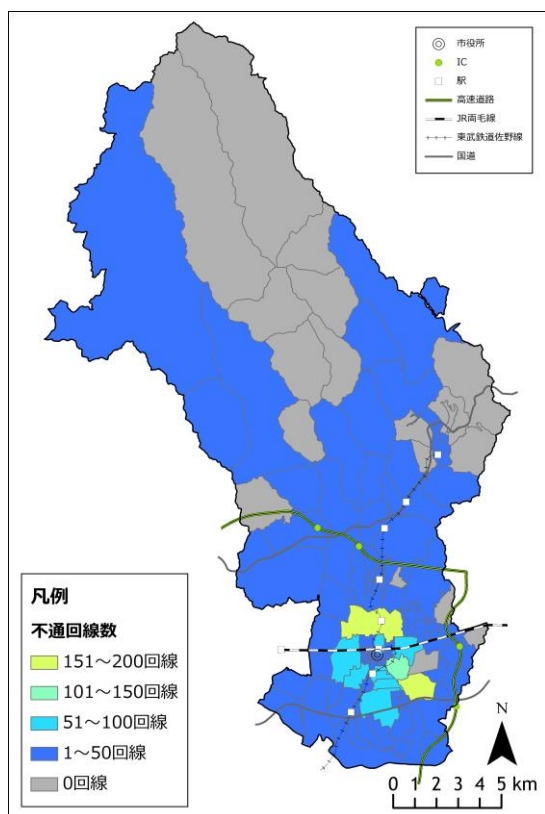 市役所
IC
駅
高速道路
JR両毛線
東武鉄道佐野線
国道
凡例
不通回線数
151～200回線
101～150回線
51～100回線
1～50回線
0回線
N
0 1 2 3 4 5 km